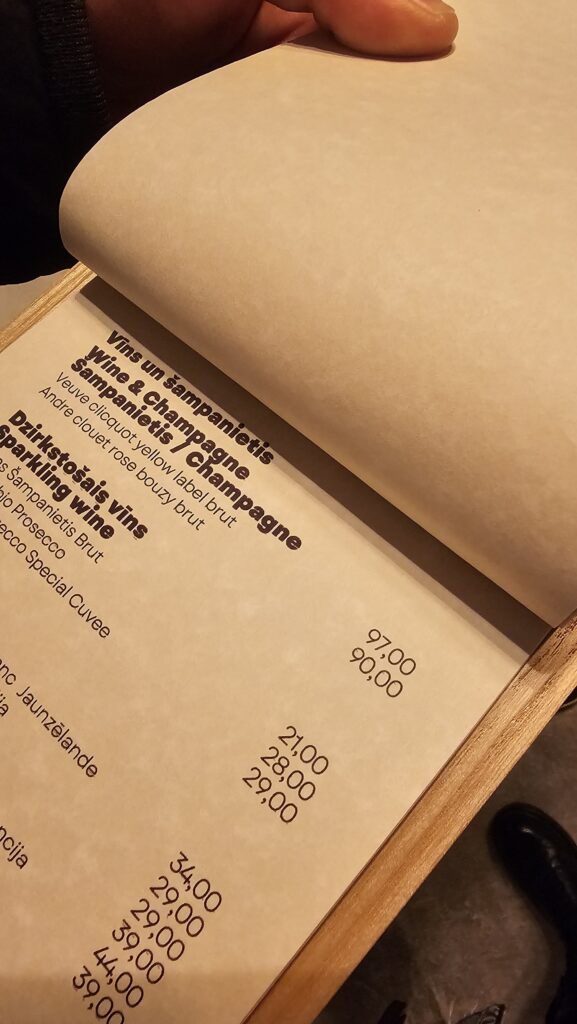 Vīns un šampanietis
Wine & Champagne
Šampanietis / Champagne
Veuve clicquot yellow label brut 97,00
Andre clouet rose bouzy brut 90,00
Dzirkstošais vīns
Sparkling wine
Šampanietis Brut 21,00
Prosecco 28,00
Special Cuvee 29,00
Jaunzēlande 34,00
29,00
29,00
39,00
44,00
39,00